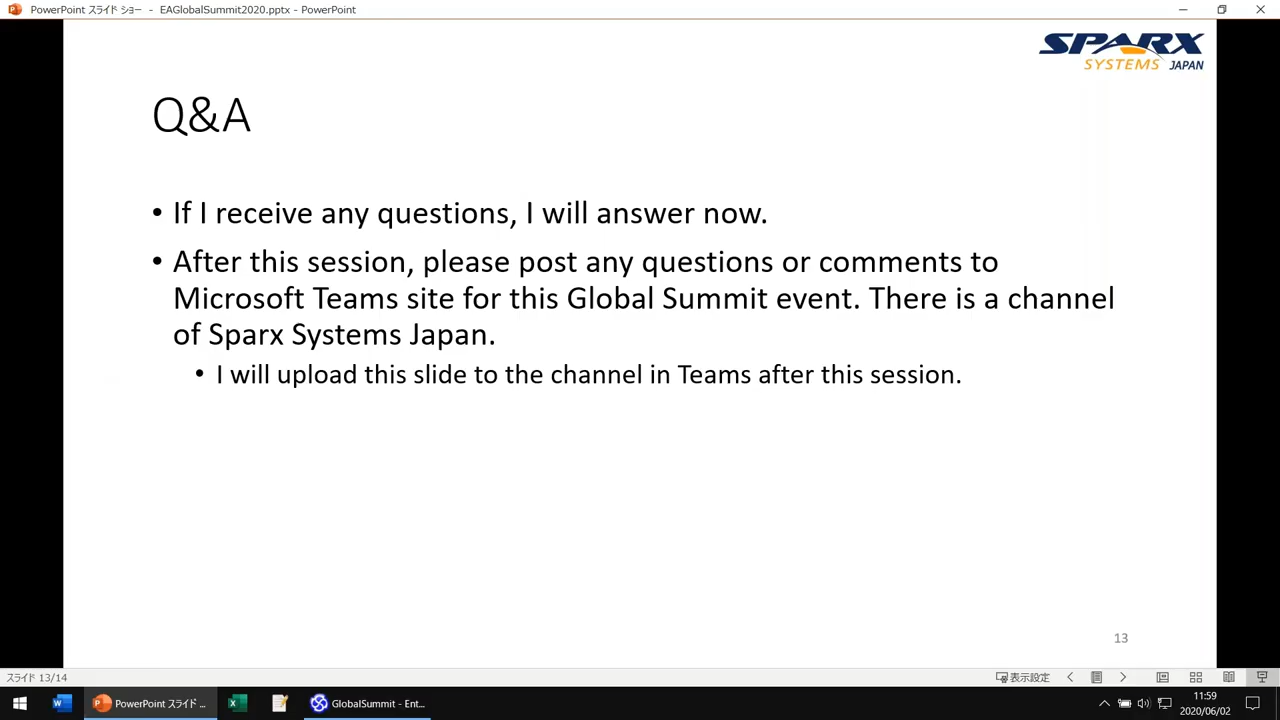 PowerPoint スライド ショー - EAGlobalSummit2020.pptx - PowerPoint
SPARX
SYSTEMS JAPAN
Q&A
• If I receive any questions, I will answer now.
• After this session, please post any questions or comments to
Microsoft Teams site for this Global Summit event. There is a channel
of Sparx Systems Japan.
• I will upload this slide to the channel in Teams after this session.
13
スライド 13/14
表示設定
PowerPoint スライド ...
GlobalSummit - Ent...
11:59
2020/06/02